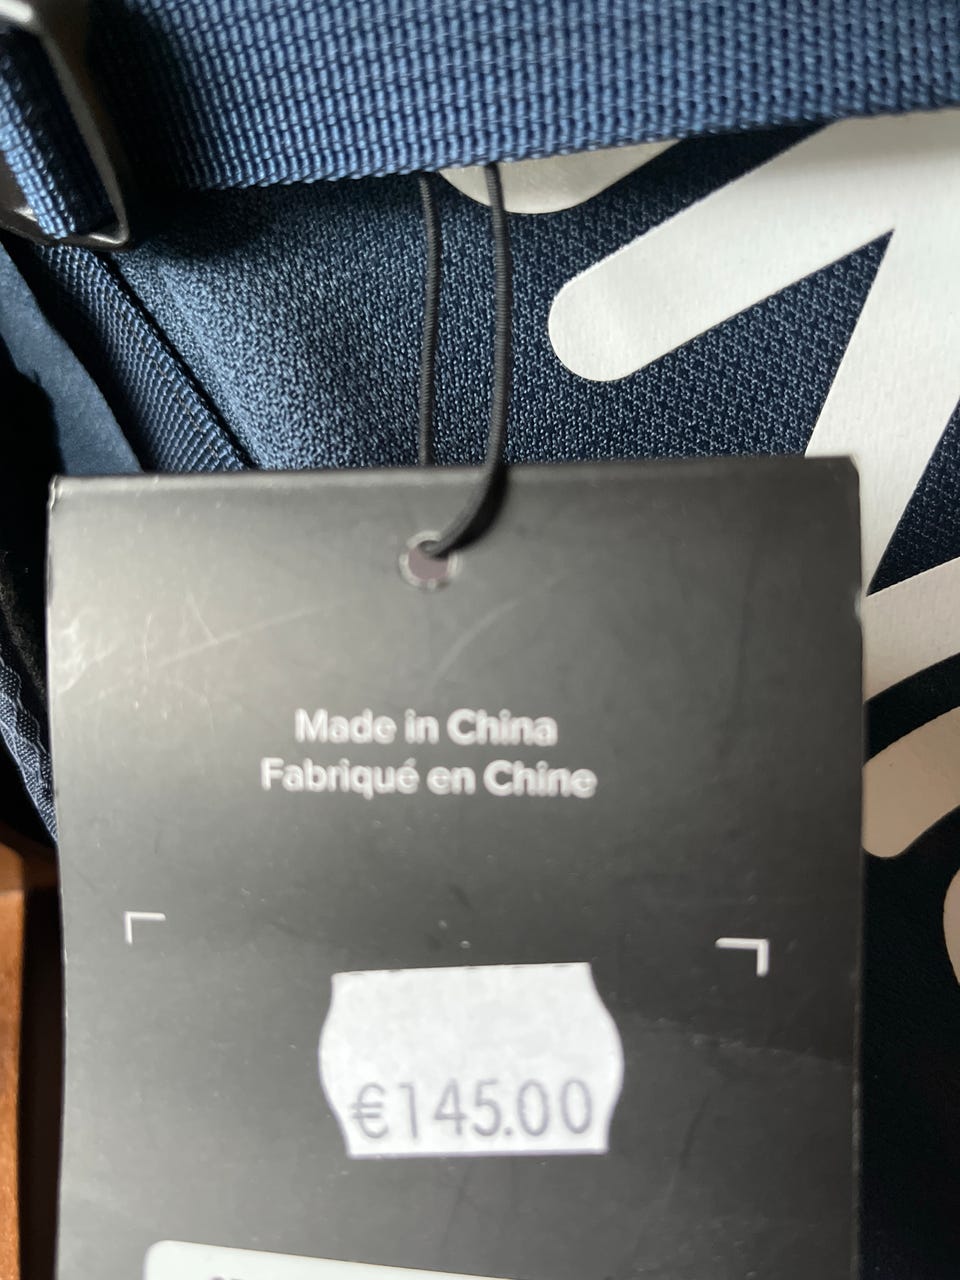 Made in China
Fabriqué en Chine
€145.00